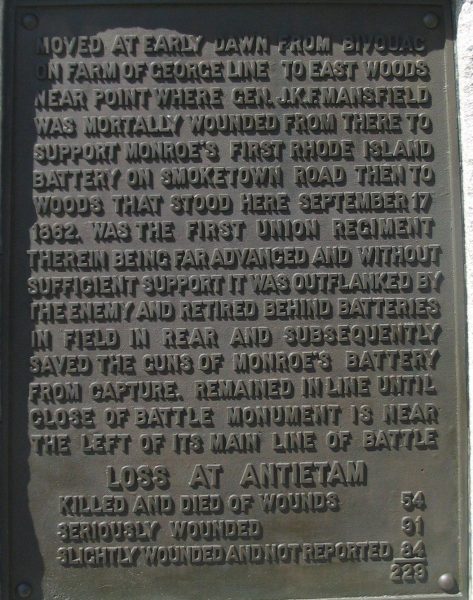 MOVED AT EARLY DAWN FROM BIVOUAC
ON FARM OF GEORGE LINE TO EAST WOODS
NEAR POINT WHERE GEN. J.K.F. MANSFIELD
WAS MORTALLY WOUNDED FROM THERE TO
SUPPORT MONROE'S FIRST RHODE ISLAND
BATTERY ON SMOKETOWN ROAD THEN TO
WOODS THAT STOOD HERE SEPTEMBER 17
1862. WAS THE FIRST UNION REGIMENT
THEREIN BEING FAR ADVANCED AND WITHOUT
SUFFICIENT SUPPORT IT WAS OUTFLANKED BY
THE ENEMY AND RETIRED BEHIND BATTERIES
IN FIELD IN REAR AND SUBSEQUENTLY
SAVED THE GUNS OF MONROE'S BATTERY
FROM CAPTURE. REMAINED IN LINE UNTIL
CLOSE OF BATTLE MONUMENT IS NEAR
THE LEFT OF ITS MAIN LINE OF BATTLE
LOSS AT ANTIETAM
KILLED AND DIED OF WOUNDS 54
SERIOUSLY WOUNDED 91
SLIGHTLY WOUNDED AND NOT REPORTED 84
229